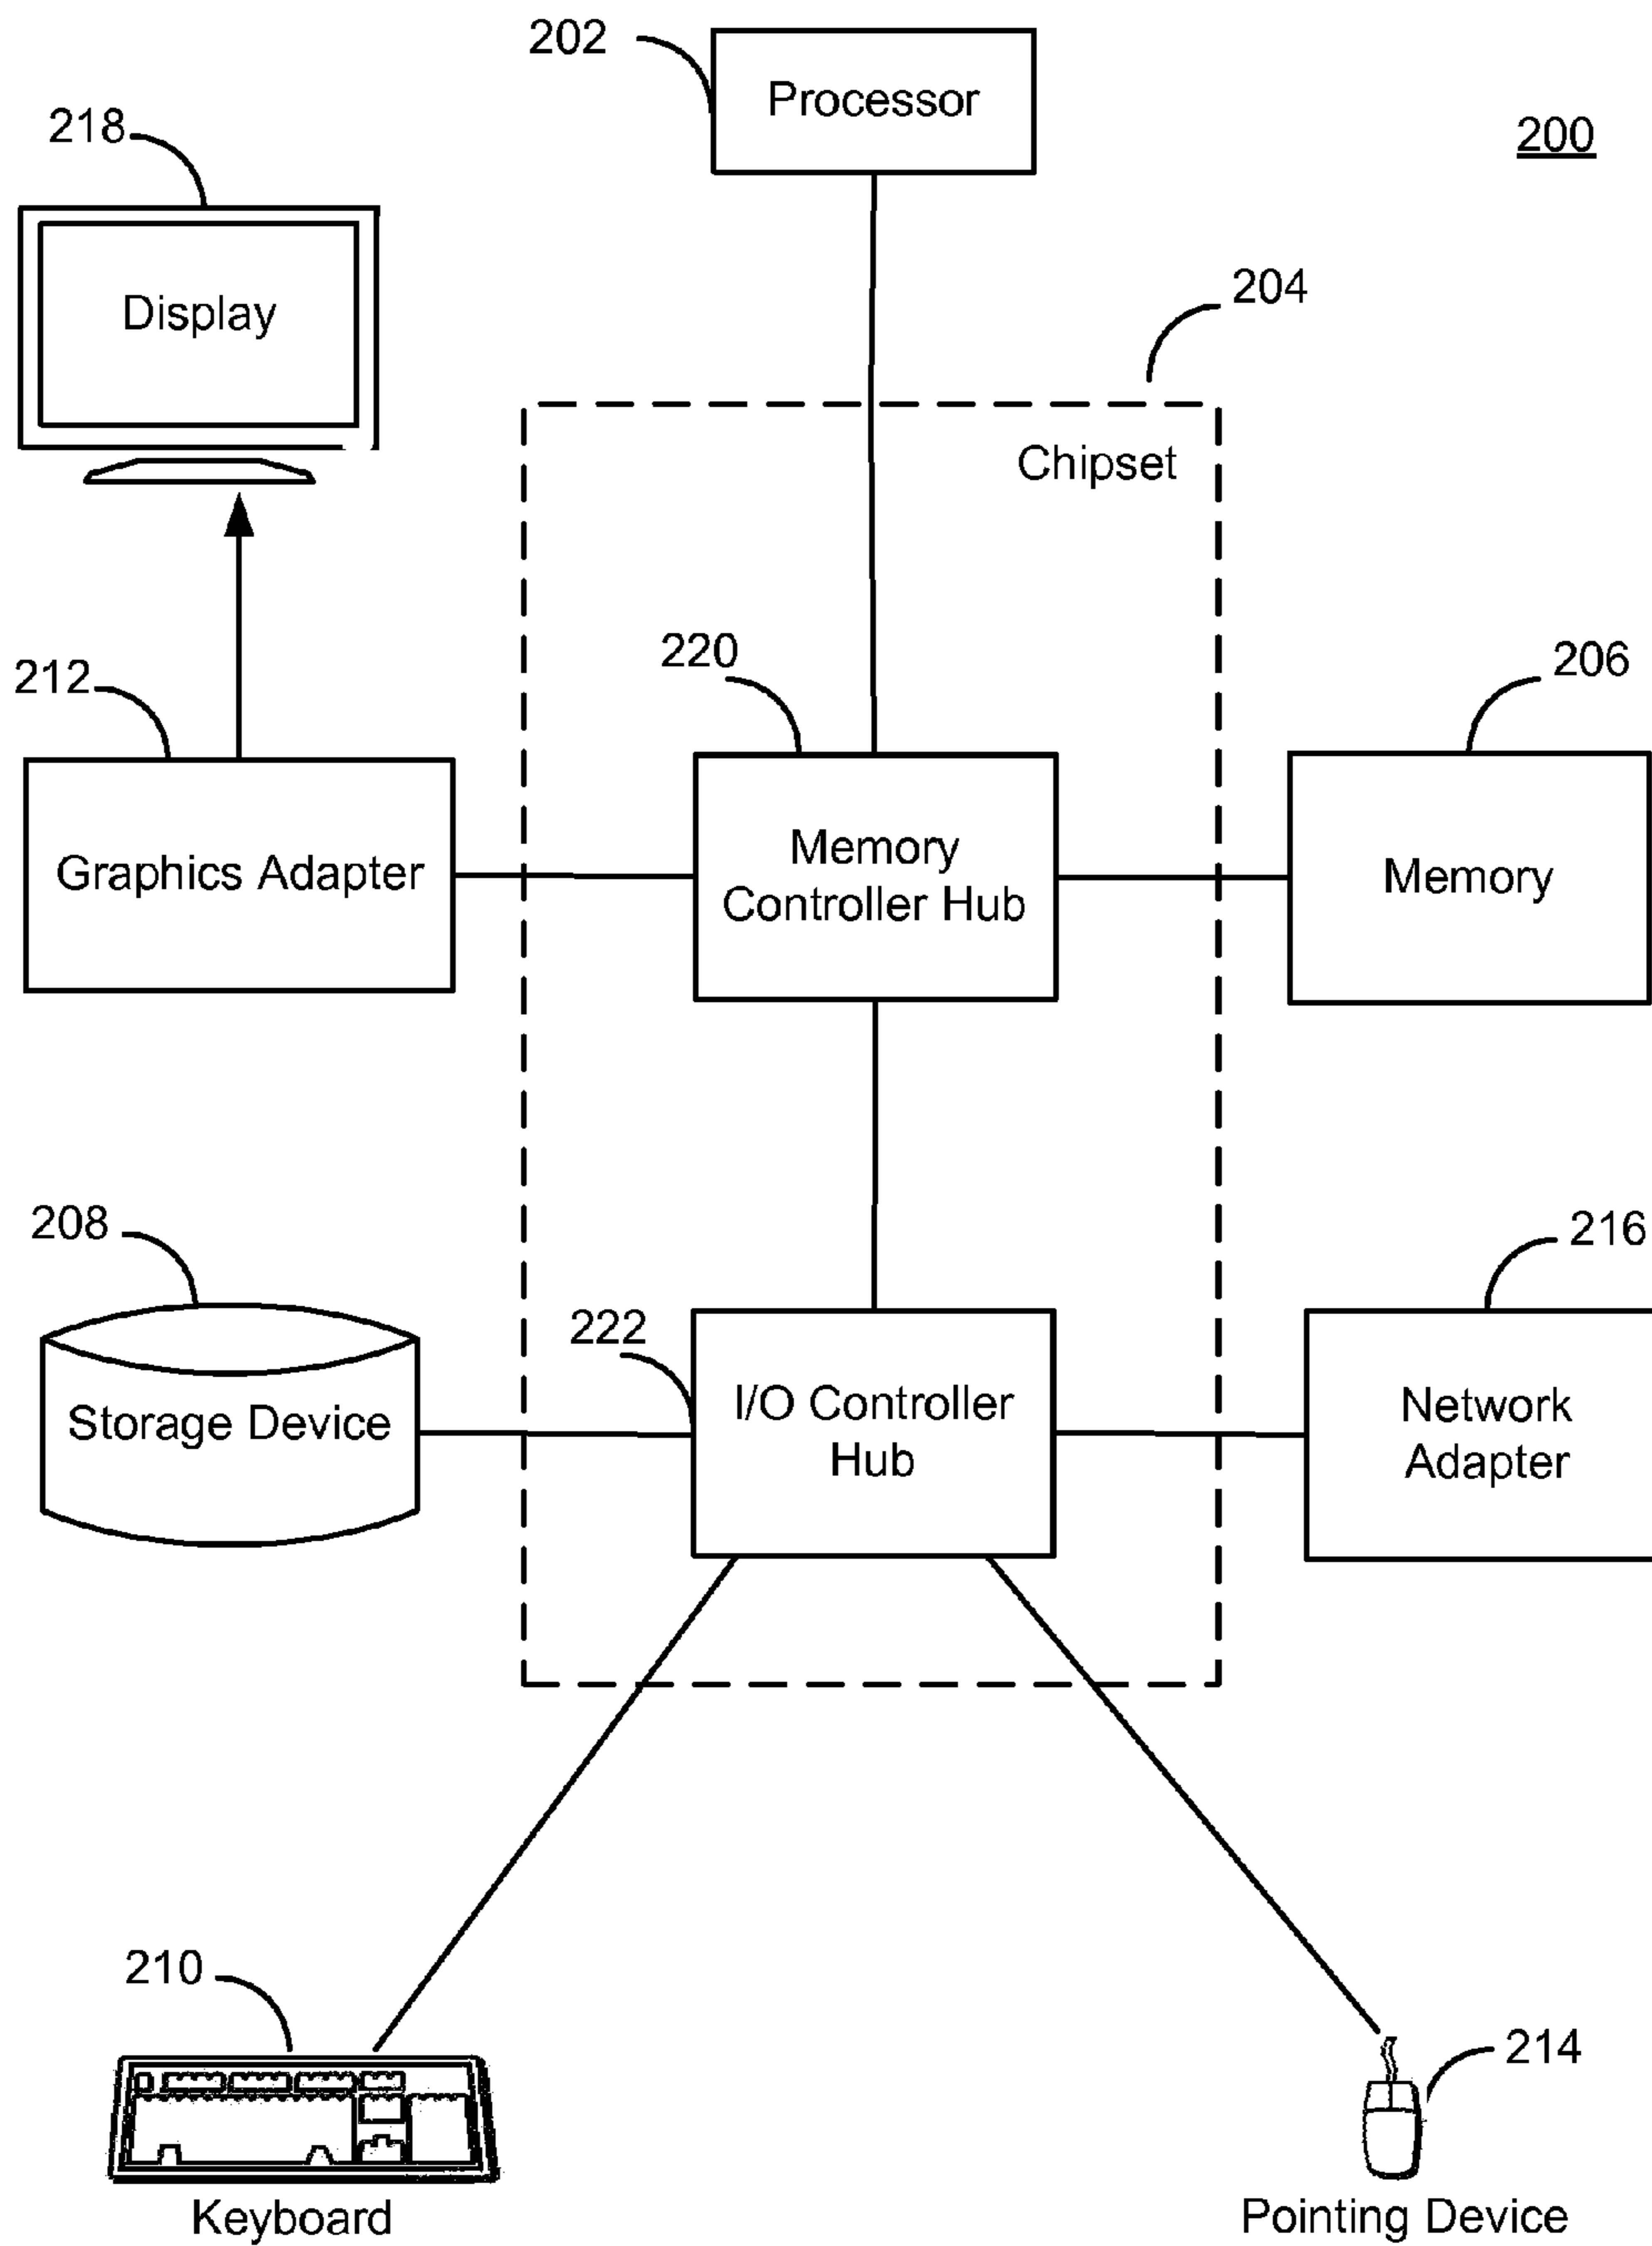 202
Processor
200
218
Display
204
Chipset
220
206
212
Graphics Adapter
Memory
Controller Hub
Memory
208
216
222
Storage Device
I/O Controller
Hub
Network
Adapter
210
214
Keyboard
Pointing Device